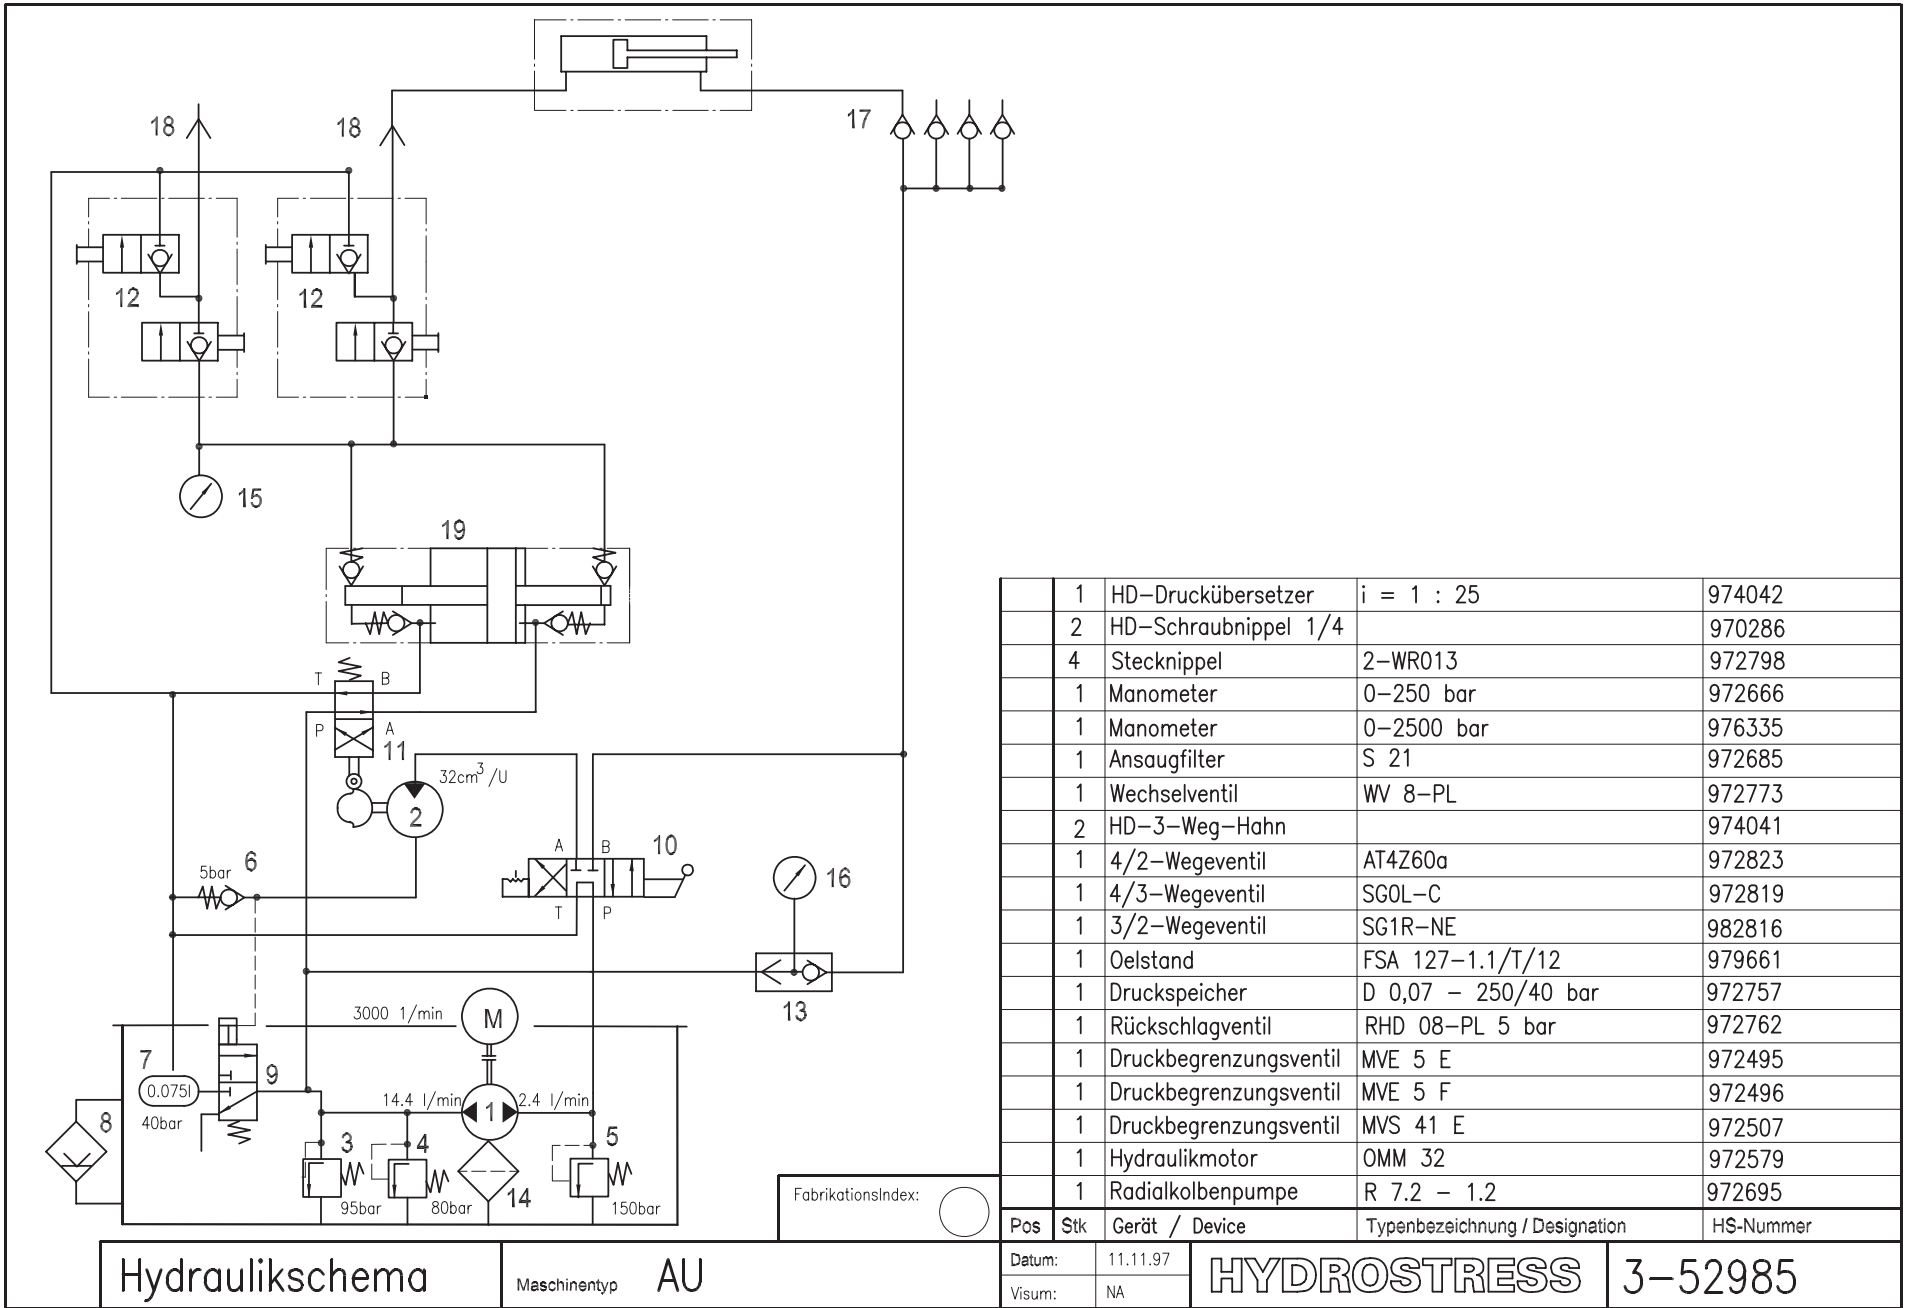 17
18
18
12
12
15
19
T B
P A
11
32cm3/U
2
6
5bar
A B
10
T P
16
13
3000 1/min
M
7
9
0.075l
40bar
8
14.4 l/min
1
2.4 l/min
3
4
5
95bar
80bar
14
150bar
1 HD-Druckübersetzer i = 1 : 25 974042
2 HD-Schraubnippel 1/4 970286
4 Stecknippel 2-WR013 972798
1 Manometer 0-250 bar 972666
1 Manometer 0-2500 bar 976335
1 Ansaugfilter S 21 972685
1 Wechselventil WV 8-PL 972773
2 HD-3-Weg-Hahn 974041
1 4/2-Wegeventil AT4Z60a 972823
1 4/3-Wegeventil SG0L-C 972819
1 3/2-Wegeventil SG1R-NE 982816
1 Oelstand FSA 127-1.1/T/12 979661
1 Druckspeicher D 0,07 - 250/40 bar 972757
1 Rückschlagventil RHD 08-PL 5 bar 972762
1 Druckbegrenzungsventil MVE 5 E 972495
1 Druckbegrenzungsventil MVE 5 F 972496
1 Druckbegrenzungsventil MVS 41 E 972507
1 Hydraulikmotor OMM 32 972579
1 Radialkolbenpumpe R 7.2 - 1.2 972695
Pos Stk Gerät / Device Typenbezeichnung / Designation HS-Nummer
FabrikationsIndex:
Hydraulikschema
Maschinentyp AU
Datum: 11.11.97
Visum: NA
HYDROSTRESS
3-52985